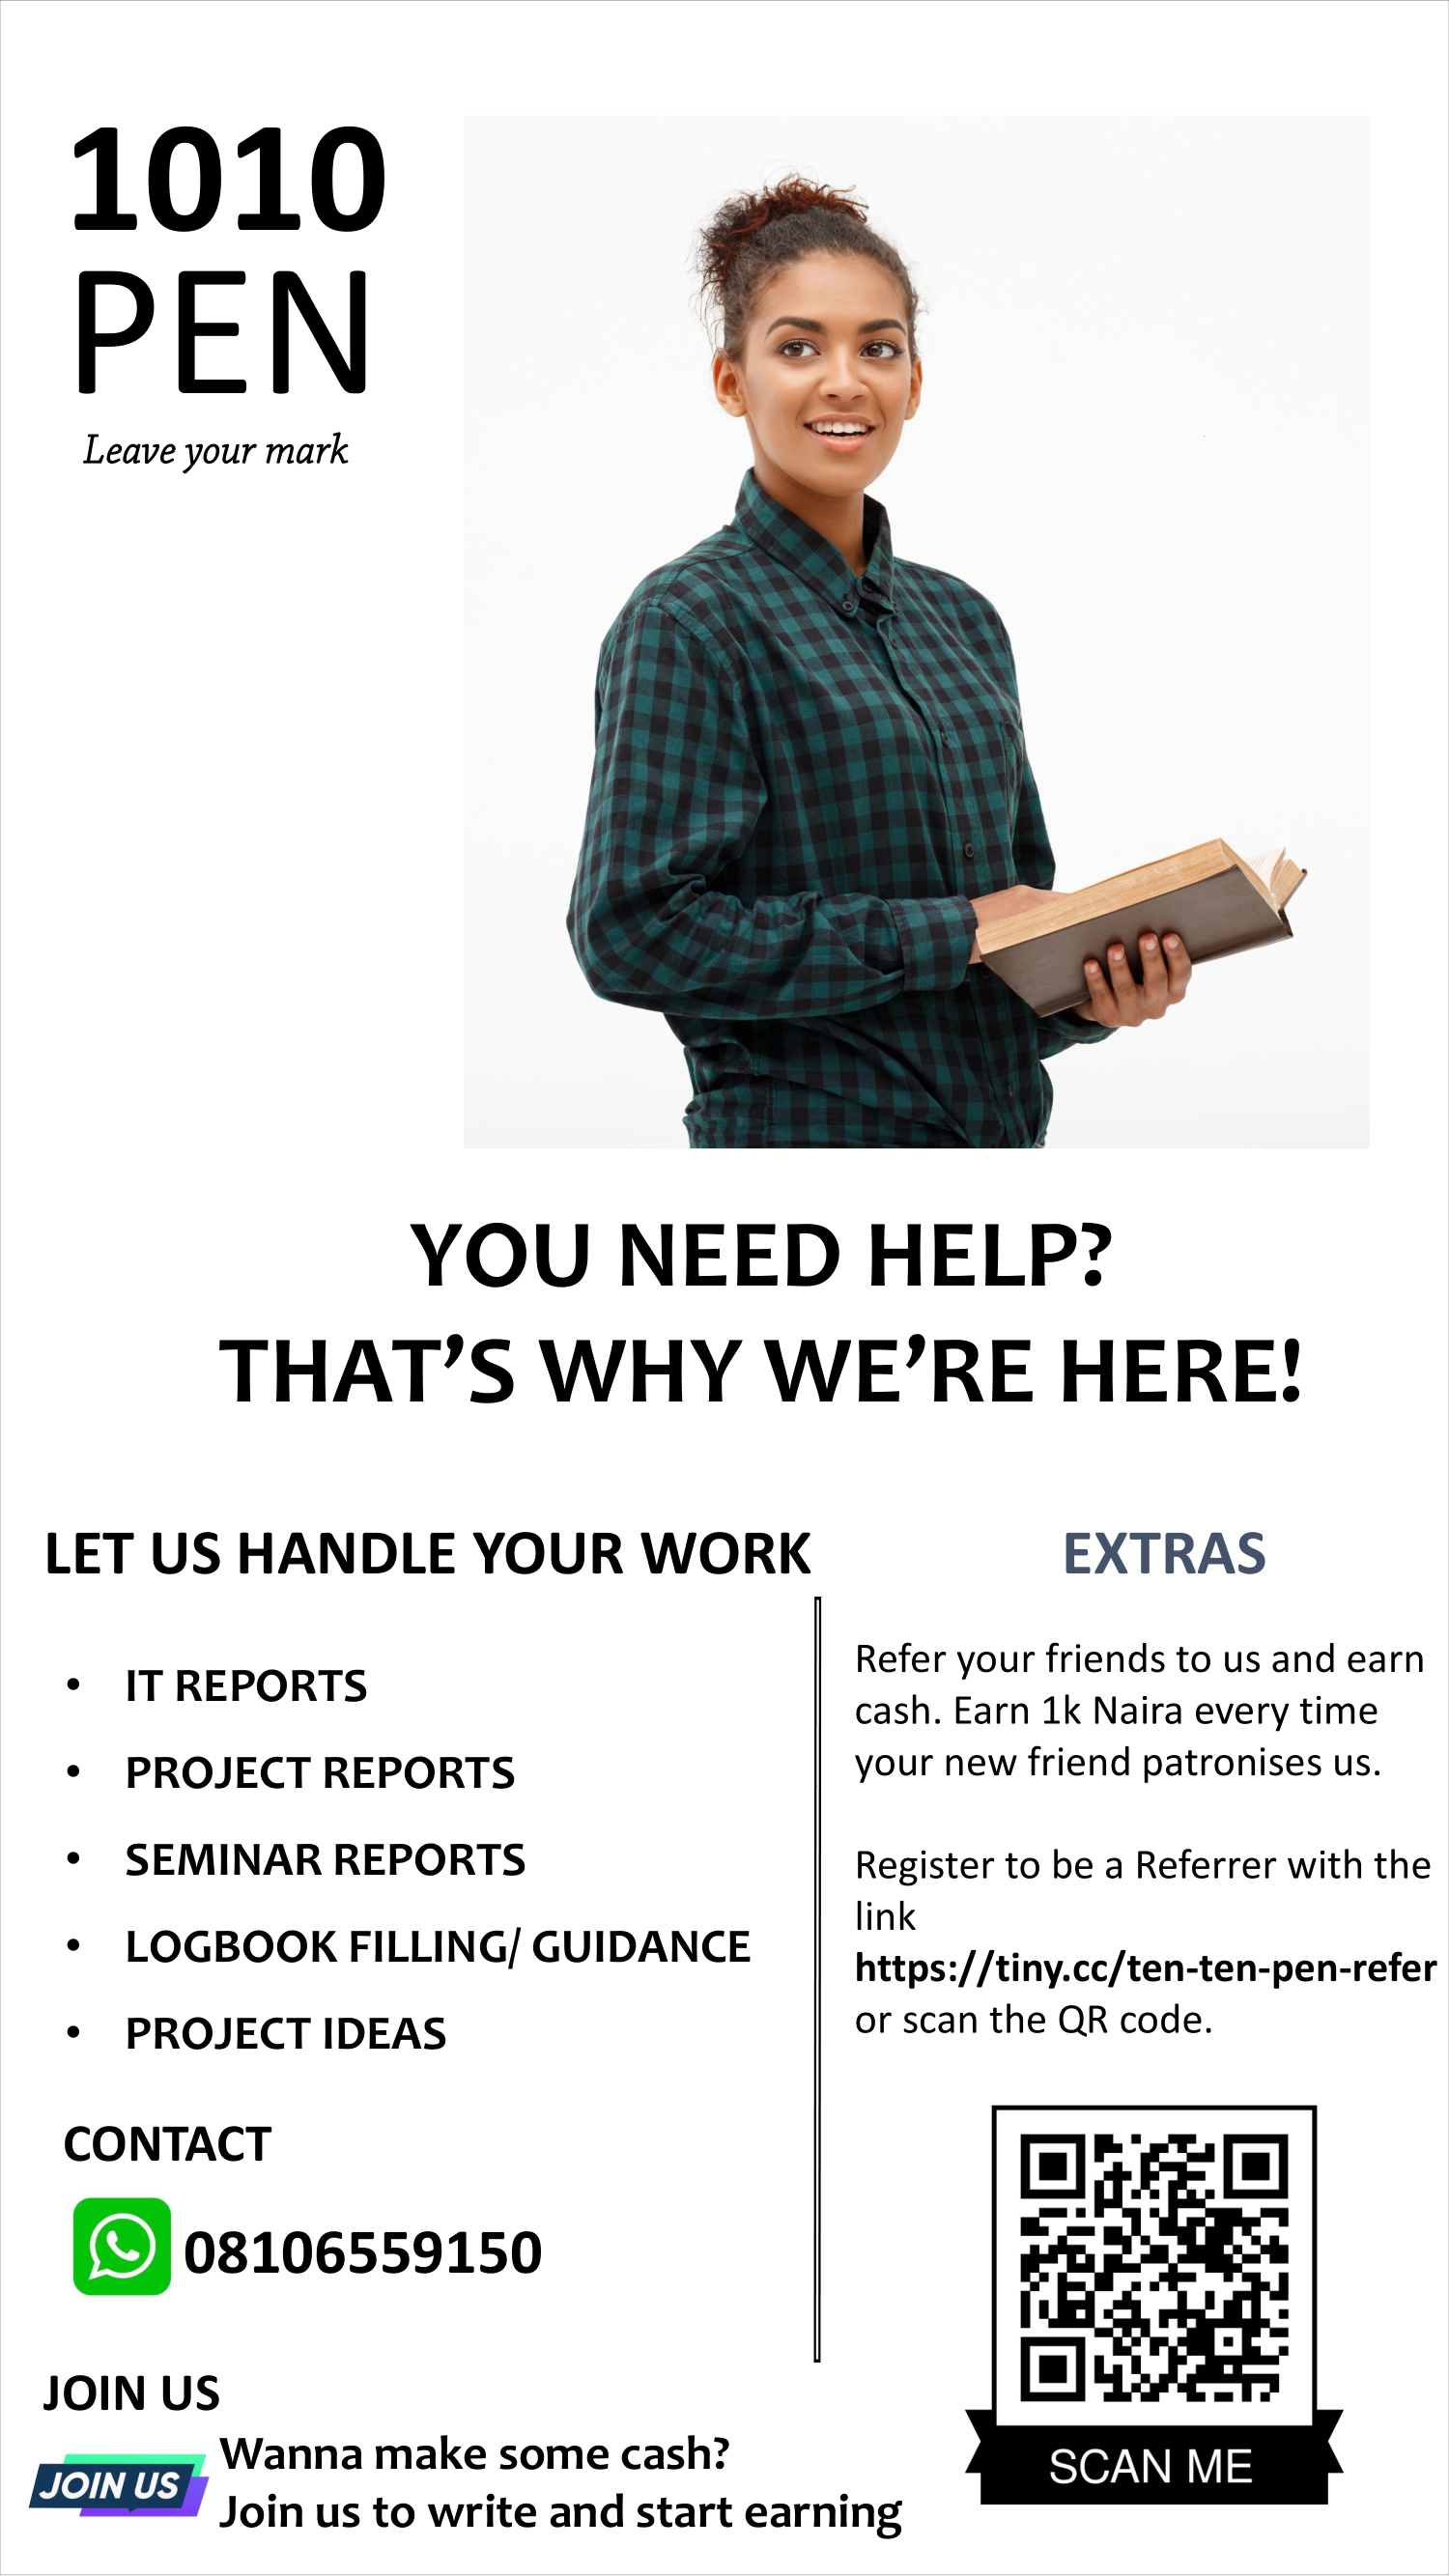 1010
PEN
Leave your mark
YOU NEED HELP?
THAT’S WHY WE’RE HERE!
LET US HANDLE YOUR WORK
• IT REPORTS
• PROJECT REPORTS
• SEMINAR REPORTS
• LOGBOOK FILLING/ GUIDANCE
• PROJECT IDEAS
CONTACT
08106559150
JOIN US
JOIN US
Wanna make some cash?
Join us to write and start earning
EXTRAS
Refer your friends to us and earn
cash. Earn 1k Naira every time
your new friend patronises us.
Register to be a Referrer with the
link
https://tiny.cc/ten-ten-pen-refer
or scan the QR code.
SCAN ME